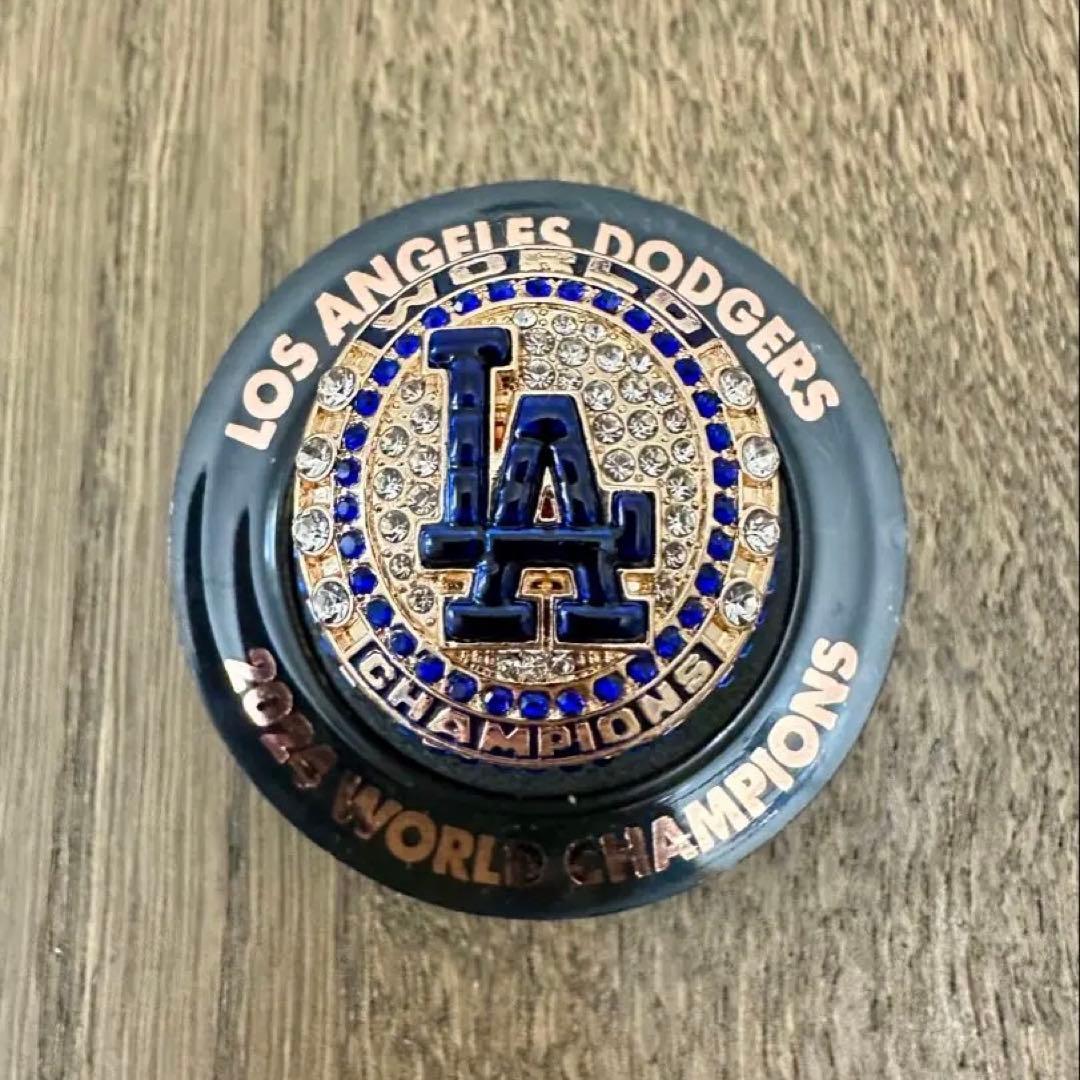 LOS ANGELES DODGERS
WORLD
LA
CHAMPIONS
2024 WORLD CHAMPIONS